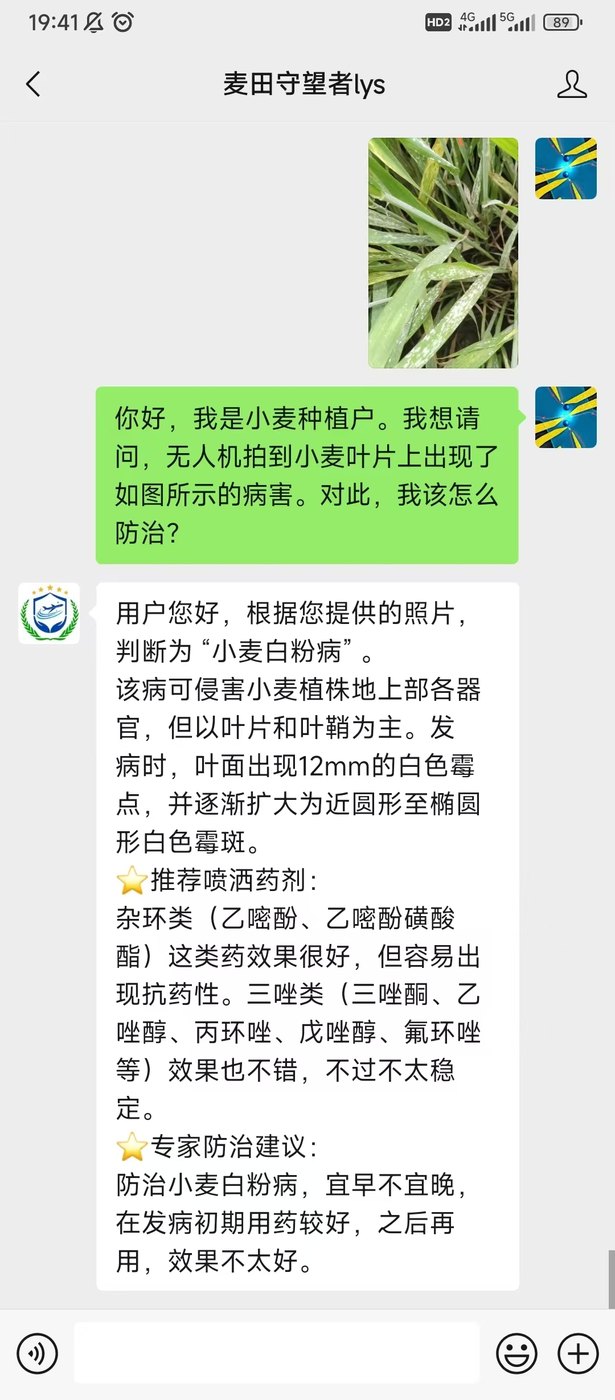 19:41
HD2 4G 5G 89
麦田守望者lys
你好，我是小麦种植户。我想请
问，无人机拍到小麦叶片上出现了
如图所示的病害。对此，我该怎么
防治？
用户您好，根据您提供的照片，
判断为“小麦白粉病”。
该病可侵害小麦植株地上部各器
官，但以叶片和叶鞘为主。发
病时，叶面出现12mm的白色霉
点，并逐渐扩大为近圆形至椭圆
形白色霉斑。
⭐推荐喷洒药剂：
杂环类（乙嘧酚、乙嘧酚磺酸
酯）这类药效果很好，但容易出
现抗药性。三唑类（三唑酮、乙
唑醇、丙环唑、戊唑醇、氟环唑
等）效果也不错，不过不太稳
定。
⭐专家防治建议：
防治小麦白粉病，宜早不宜晚，
在发病初期用药较好，之后再
用，效果不太好。